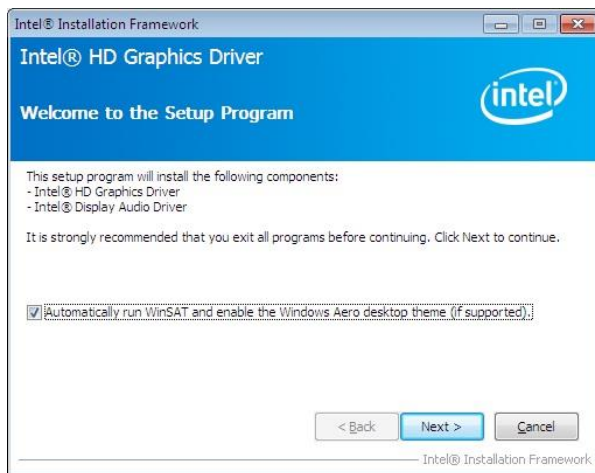 Intel® Installation Framework
Intel® HD Graphics Driver
intel
Welcome to the Setup Program
This setup program will install the following components:
- Intel® HD Graphics Driver
- Intel® Display Audio Driver
It is strongly recommended that you exit all programs before continuing. Click Next to continue.
Automatically run WinSAT and enable the Windows Aero desktop theme (if supported).
< Back
Next >
Cancel
Intel® Installation Framework